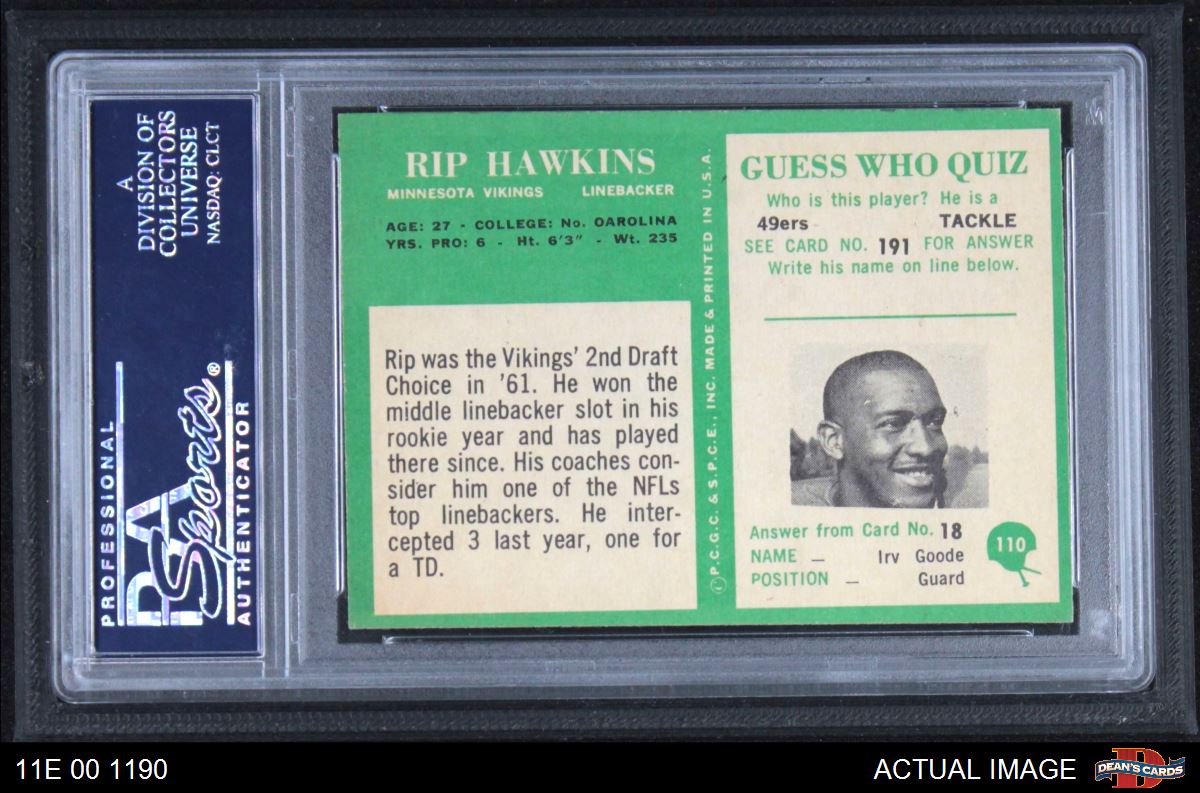 A
DIVISION OF
COLLECTORS
UNIVERSE
NASDAQ: CLCT
PROFESSIONAL
PSA
Sports®
AUTHENTICATOR
RIP HAWKINS
MINNESOTA VIKINGS LINEBACKER
AGE: 27 - COLLEGE: No. OAROLINA
YRS. PRO: 6 - Ht. 6'3" - Wt. 235
Rip was the Vikings' 2nd Draft
Choice in '61. He won the
middle linebacker slot in his
rookie year and has played
there since. His coaches con-
sider him one of the NFLs
top linebackers. He inter-
cepted 3 last year, one for
a TD.
©P.C.G.C. & S.P.C.E., INC. MADE & PRINTED IN U.S.A.
GUESS WHO QUIZ
Who is this player? He is a
49ers - TACKLE
SEE CARD NO. 191 FOR ANSWER
Write his name on line below.
Answer from Card No. 18
NAME — Irv Goode
POSITION — Guard
110
11E 00 1190
ACTUAL IMAGE
DEAN'S CARDS